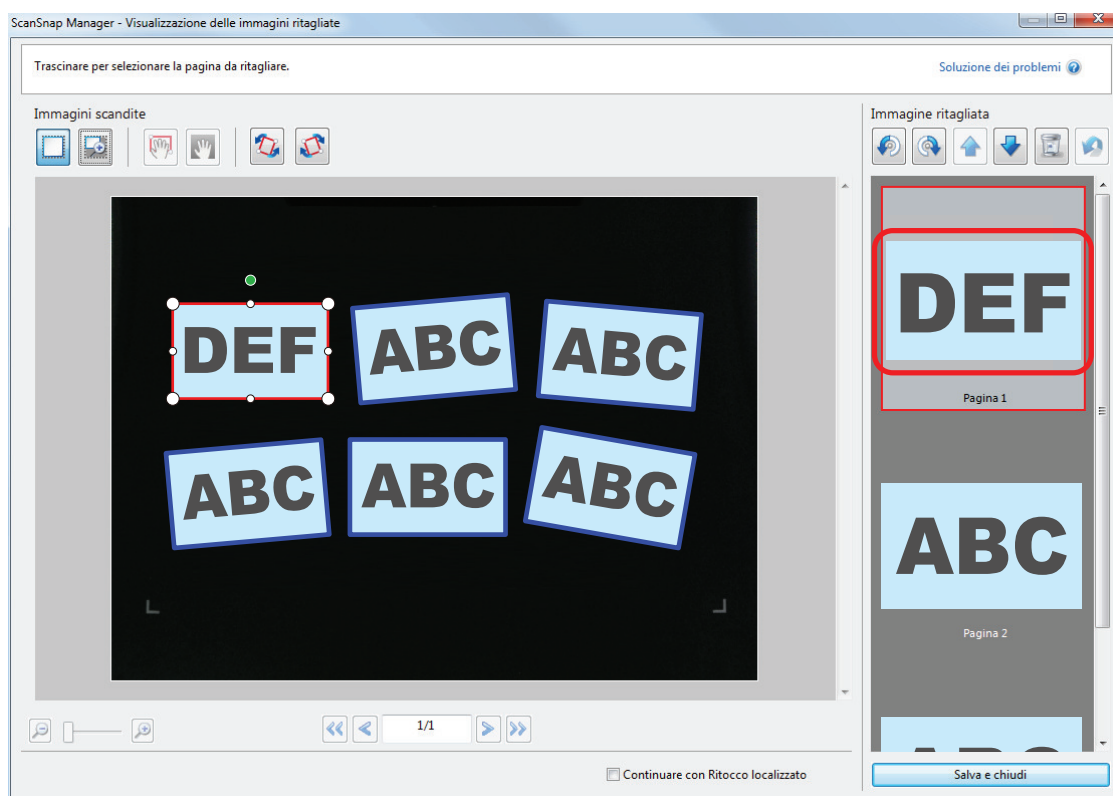 ScanSnap Manager - Visualizzazione delle immagini ritagliate
Trascinare per selezionare la pagina da ritagliare.
Soluzione dei problemi
Immagini scandite
Immagine ritagliata
DEF
ABC
ABC
ABC
ABC
ABC
1/1
Continuare con Ritocco localizzato
DEF
Pagina 1
ABC
Pagina 2
Salva e chiudi